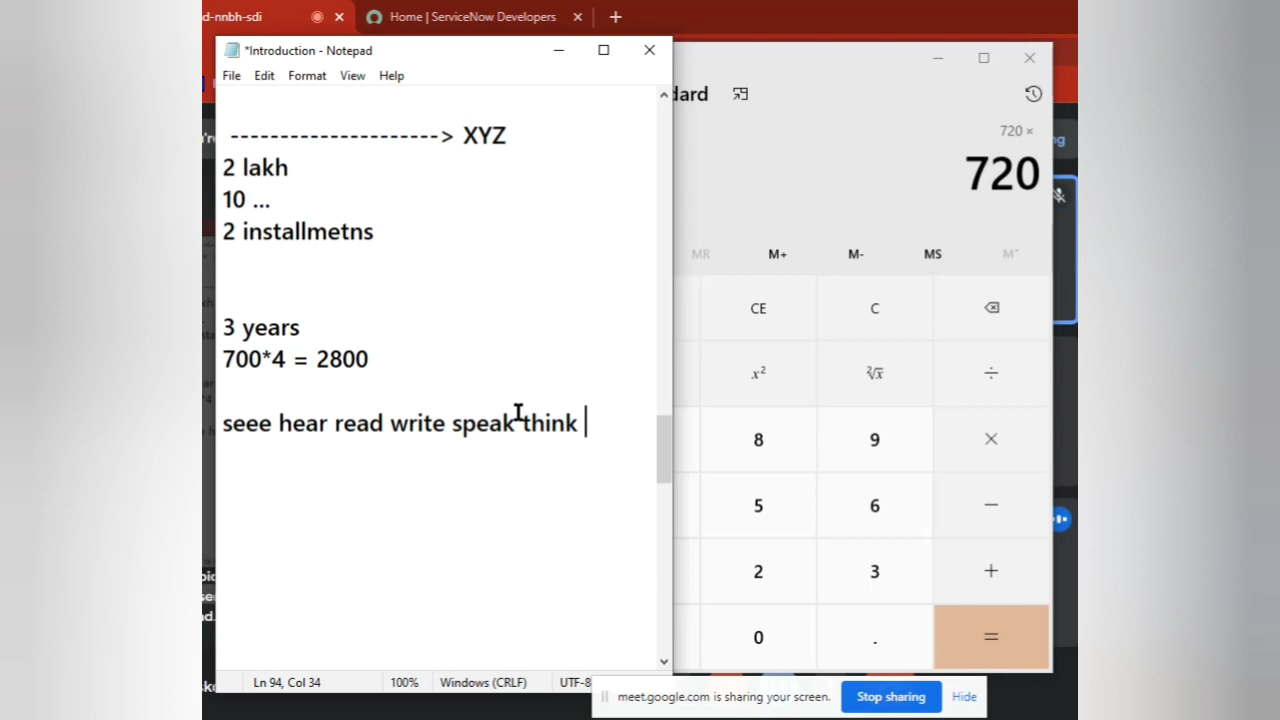 d-nnbh-sdi
Home | ServiceNow Developers
*Introduction - Notepad
File Edit Format View Help
---------------------> XYZ
2 lakh
10 ...
2 installmetns
3 years
700*4 = 2800
seee hear read write speak think
Ln 94, Col 34 100% Windows (CRLF) UTF-8
dard
720 ×
720
MR M+ M- MS M˅
CE C
x² ²√x ÷
8 9 ×
5 6 −
2 3 +
0 . =
meet.google.com is sharing your screen. Stop sharing Hide